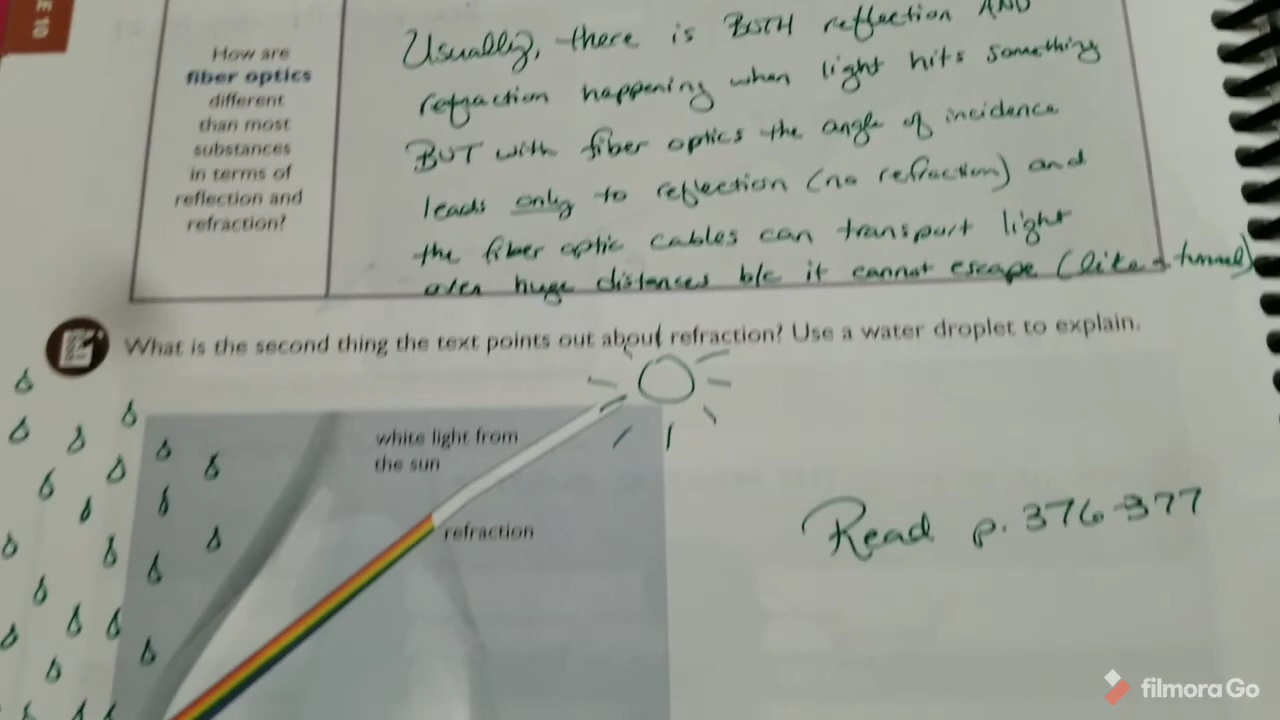 E 10
How are
fiber optics
different
than most
substances
in terms of
reflection and
refraction?
Usually, there is BOTH reflection AND
refraction happening when light hits something
BUT with fiber optics the angle of incidence
leads only to reflection (no refraction) and
the fiber optic cables can transport light
over huge distances b/c it cannot escape (like a tunnel)
What is the second thing the text points out about refraction? Use a water droplet to explain.
white light from
the sun
refraction
Read p. 376-377
filmoraGo